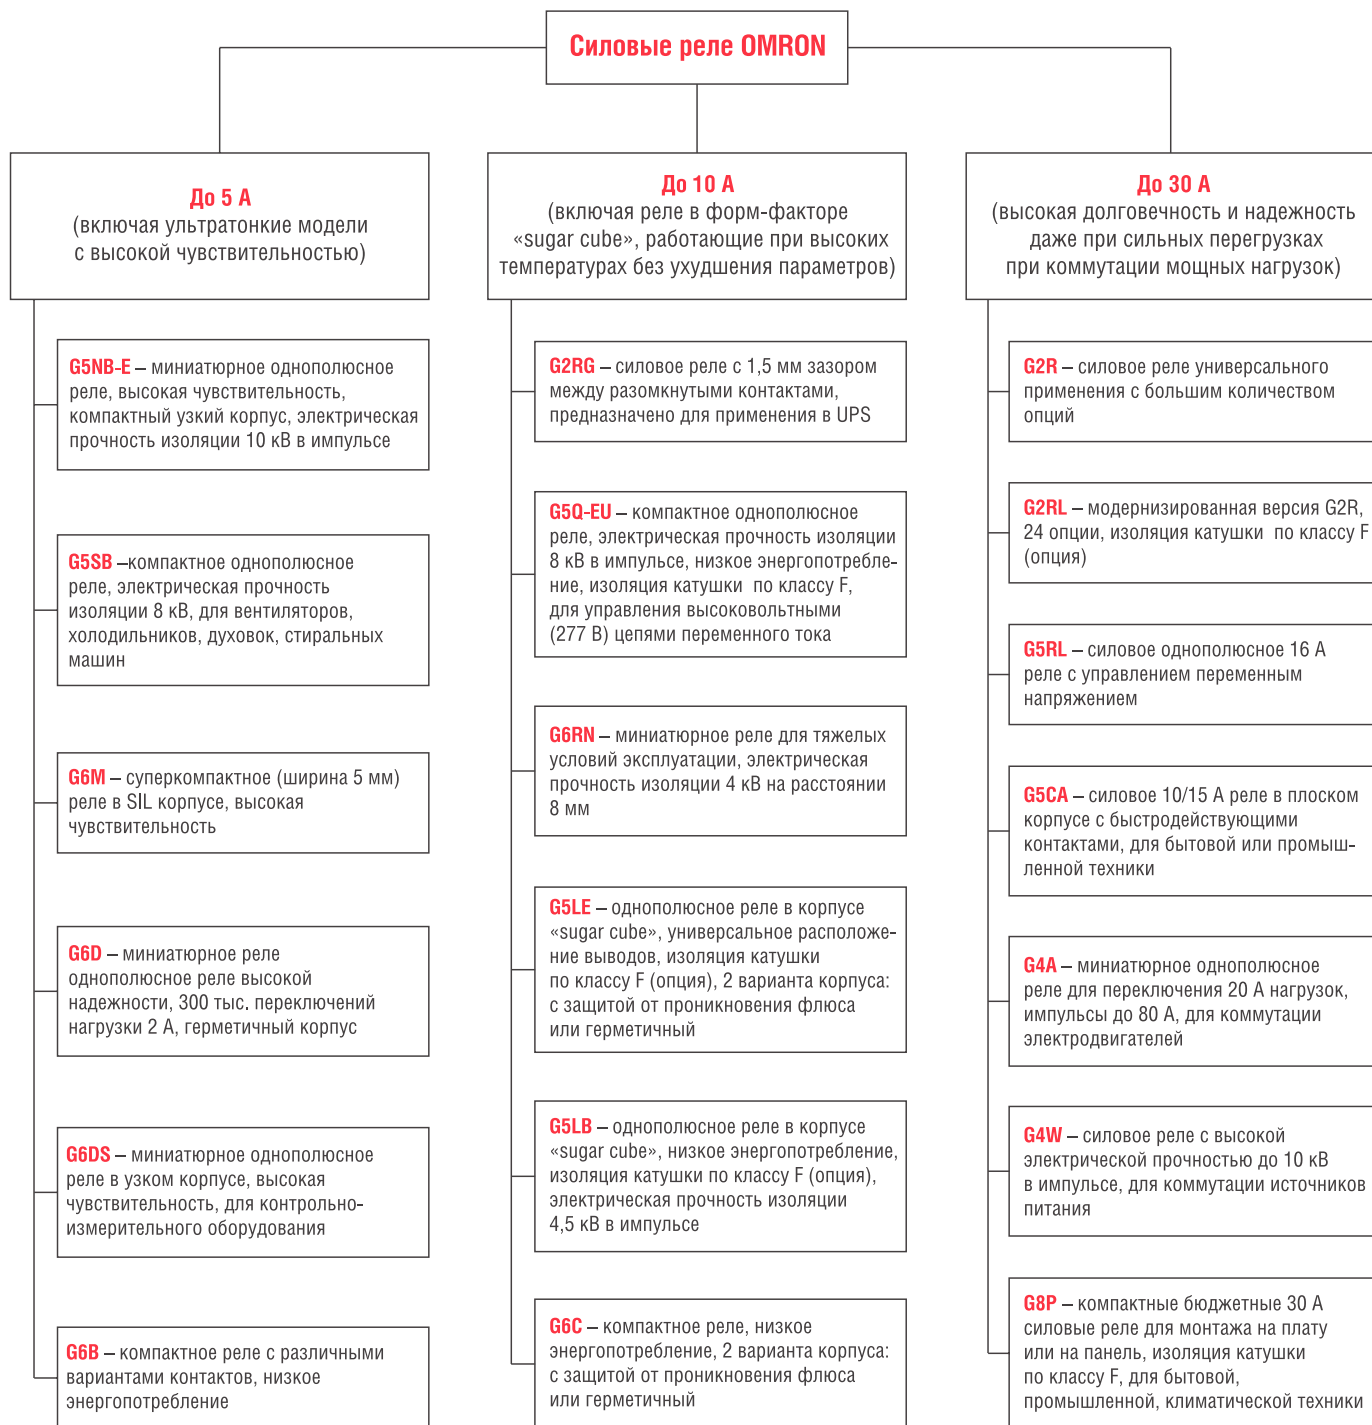 Силовые реле OMRON
До 5 А
(включая ультратонкие модели
с высокой чувствительностью)
G5NB-E – миниатюрное однополюсное
реле, высокая чувствительность,
компактный узкий корпус, электрическая
прочность изоляции 10 кВ в импульсе
G5SB –компактное однополюсное
реле, электрическая прочность
изоляции 8 кВ, для вентиляторов,
холодильников, духовок, стиральных
машин
G6M – суперкомпактное (ширина 5 мм)
реле в SIL корпусе, высокая
чувствительность
G6D – миниатюрное реле
однополюсное реле высокой
надежности, 300 тыс. переключений
нагрузки 2 А, герметичный корпус
G6DS – миниатюрное однополюсное
реле в узком корпусе, высокая
чувствительность, для контрольно-
измерительного оборудования
G6B – компактное реле с различными
вариантами контактов, низкое
энергопотребление
До 10 А
(включая реле в форм-факторе
«sugar cube», работающие при высоких
температурах без ухудшения параметров)
G2RG – силовое реле с 1,5 мм зазором
между разомкнутыми контактами,
предназначено для применения в UPS
G5Q-EU – компактное однополюсное
реле, электрическая прочность изоляции
8 кВ в импульсе, низкое энергопотребле-
ние, изоляция катушки по классу F,
для управления высоковольтными
(277 В) цепями переменного тока
G6RN – миниатюрное реле для тяжелых
условий эксплуатации, электрическая
прочность изоляции 4 кВ на расстоянии
8 мм
G5LE – однополюсное реле в корпусе
«sugar cube», универсальное расположе-
ние выводов, изоляция катушки
по классу F (опция), 2 варианта корпуса:
с защитой от проникновения флюса
или герметичный
G5LB – однополюсное реле в корпусе
«sugar cube», низкое энергопотребление,
изоляция катушки по классу F (опция),
электрическая прочность изоляции
4,5 кВ в импульсе
G6C – компактное реле, низкое
энергопотребление, 2 варианта корпуса:
с защитой от проникновения флюса
или герметичный
До 30 А
(высокая долговечность и надежность
даже при сильных перегрузках
при коммутации мощных нагрузок)
G2R – силовое реле универсального
применения с большим количеством
опций
G2RL – модернизированная версия G2R,
24 опции, изоляция катушки по классу F
(опция)
G5RL – силовое однополюсное 16 А
реле с управлением переменным
напряжением
G5CA – силовое 10/15 А реле в плоском
корпусе с быстродействующими
контактами, для бытовой или промыш-
ленной техники
G4A – миниатюрное однополюсное
реле для переключения 20 А нагрузок,
импульсы до 80 А, для коммутации
электродвигателей
G4W – силовое реле с высокой
электрической прочностью до 10 кВ
в импульсе, для коммутации источников
питания
G8P – компактные бюджетные 30 А
силовые реле для монтажа на плату
или на панель, изоляция катушки
по классу F, для бытовой,
промышленной, климатической техники